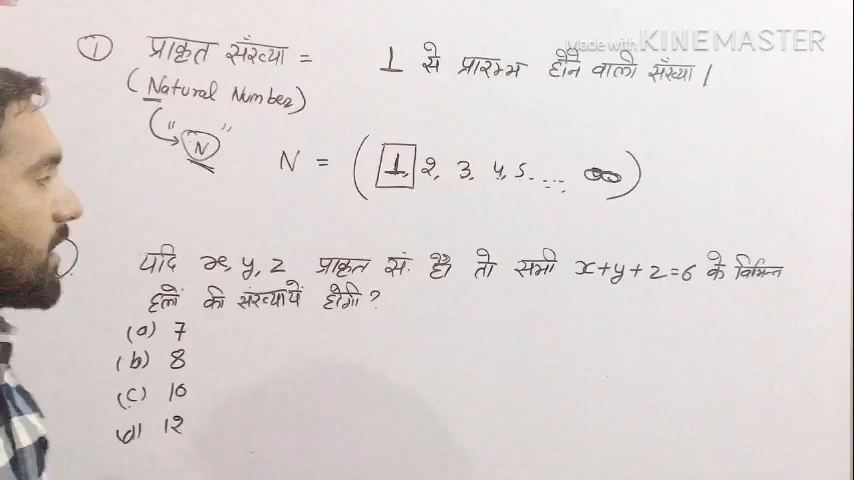 Made with KINEMASTER
① प्राकृत सँख्या = 1 से प्रारम्भ होने वाली सँख्या |
(Natural Number)
"N"
N = (1, 2, 3, 4, 5. ....; ∞)
यदि x, y, z प्राकृत सं. हो तो सभी x+y+z=6 के विभिन्न
हलों की संख्यायें होगी ?
(a) 7
(b) 8
(c) 10
(d) 12